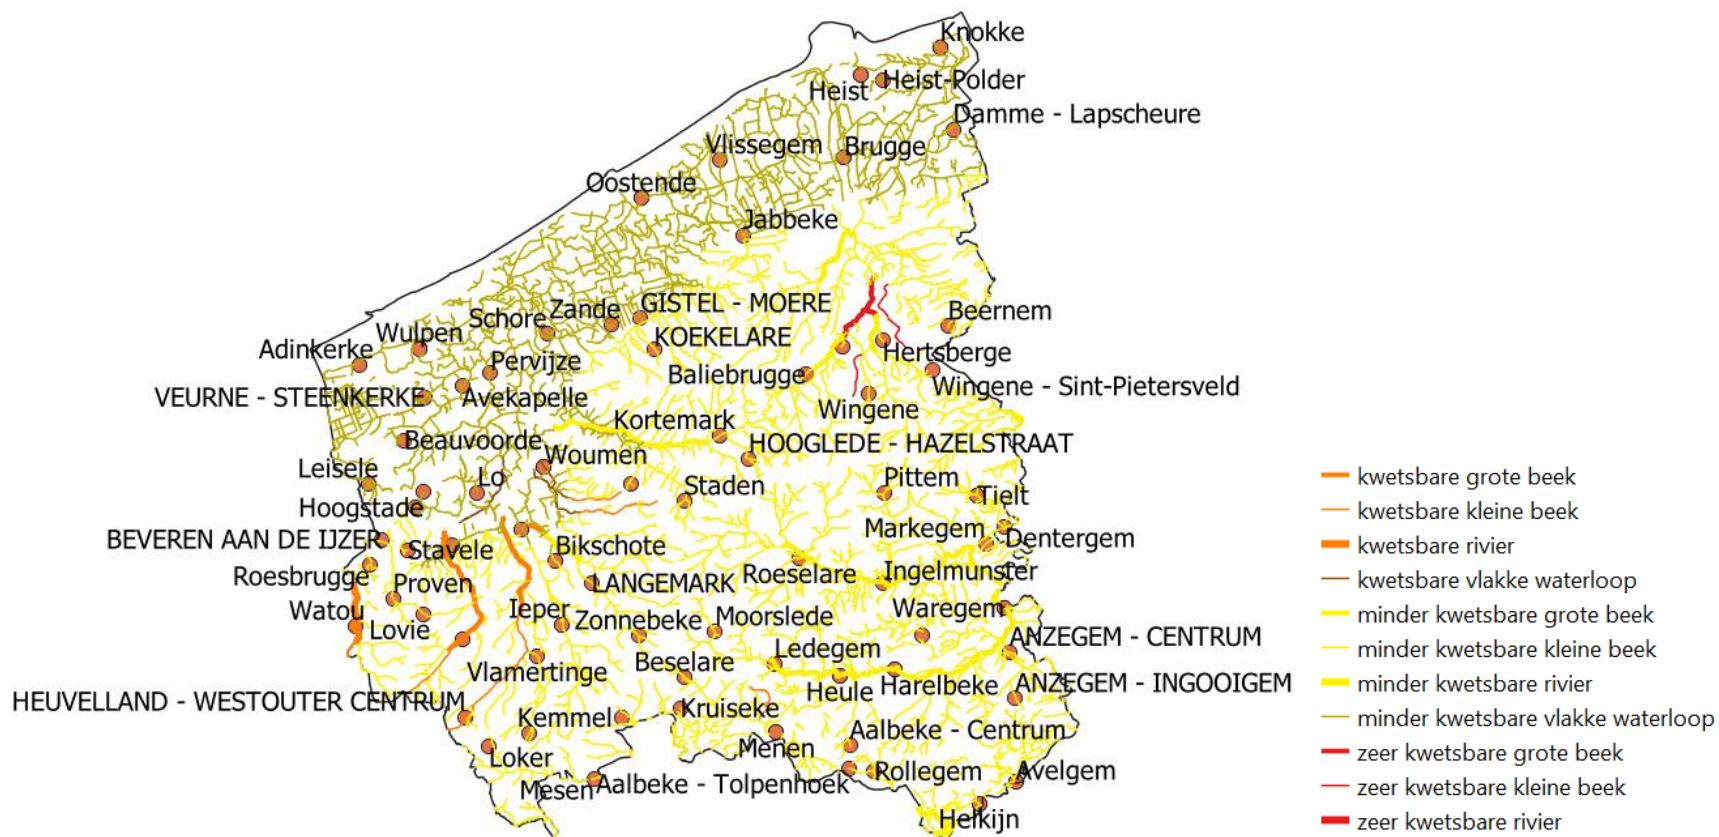 Knokke
Heist
Heist-Polder
Damme - Lapscheure
Vlissegem
Brugge
Oostende
Jabbeke
Schore
Zande
GISTEL - MOERE
Beernem
Adinkerke
Wulpen
KOEKELARE
Hertsberge
Pervijze
Baliebrugge
Wingene - Sint-Pietersveld
VEURNE - STEENKERKE
Avekapelle
Wingene
Kortemark
Beauvoorde
HOOGLEDE - HAZELSTRAAT
Leisele
Lo
Woumen
Staden
Pittem
Tielt
Hoogstade
BEVEREN AAN DE IJZER
Stavele
Bikschote
Markegem
Dentergem
Roesbrugge
Proven
LANGEMARK
Roeselare
Ingelmunster
Watou
Lovie
Ieper
Zonnebeke
Moorslede
Waregem
ANZEGEM - CENTRUM
Vlamertinge
Beselare
Ledegem
HEUVELLAND - WESTOUTER CENTRUM
Heule
Harelbeke
ANZEGEM - INGOOIGEM
Kemmel
Kruiseke
Menen
Aalbeke - Centrum
Loker
Mesen
Aalbeke - Tolpenhoek
Rollegem
Avelgem
Helkijn
kwetsbare grote beek
kwetsbare kleine beek
kwetsbare rivier
kwetsbare vlakke waterloop
minder kwetsbare grote beek
minder kwetsbare kleine beek
minder kwetsbare rivier
minder kwetsbare vlakke waterloop
zeer kwetsbare grote beek
zeer kwetsbare kleine beek
zeer kwetsbare rivier